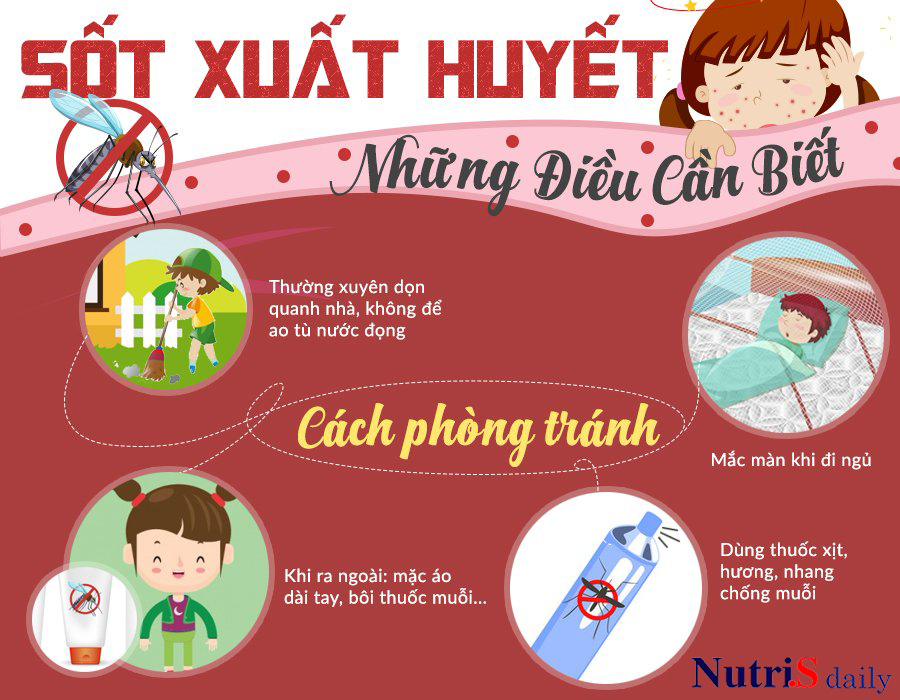 SỐT XUẤT HUYẾT
Những Điều Cần Biết
Thường xuyên dọn
quanh nhà, không để
ao tù nước đọng
Cách phòng tránh
Mắc màn khi đi ngủ
Khi ra ngoài: mặc áo
dài tay, bôi thuốc muỗi...
Dùng thuốc xịt,
hương, nhang
chống muỗi
Nutri.S daily